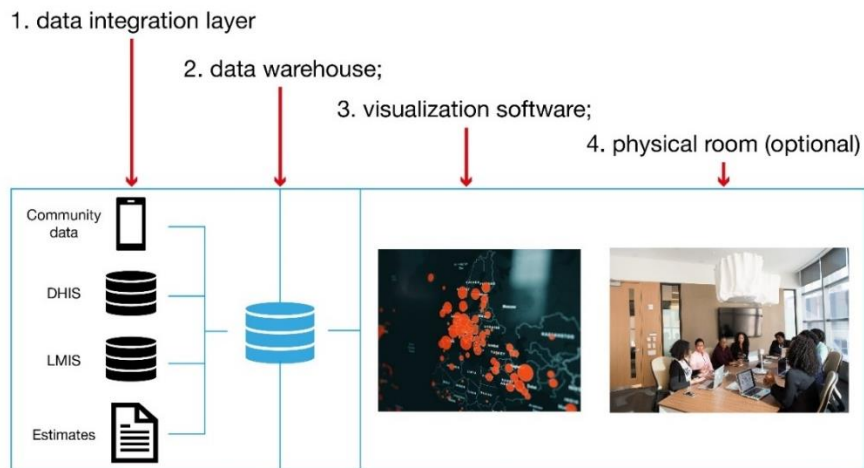 1. data integration layer
2. data warehouse;
3. visualization software;
4. physical room (optional)
Community
data
DHIS
LMIS
Estimates